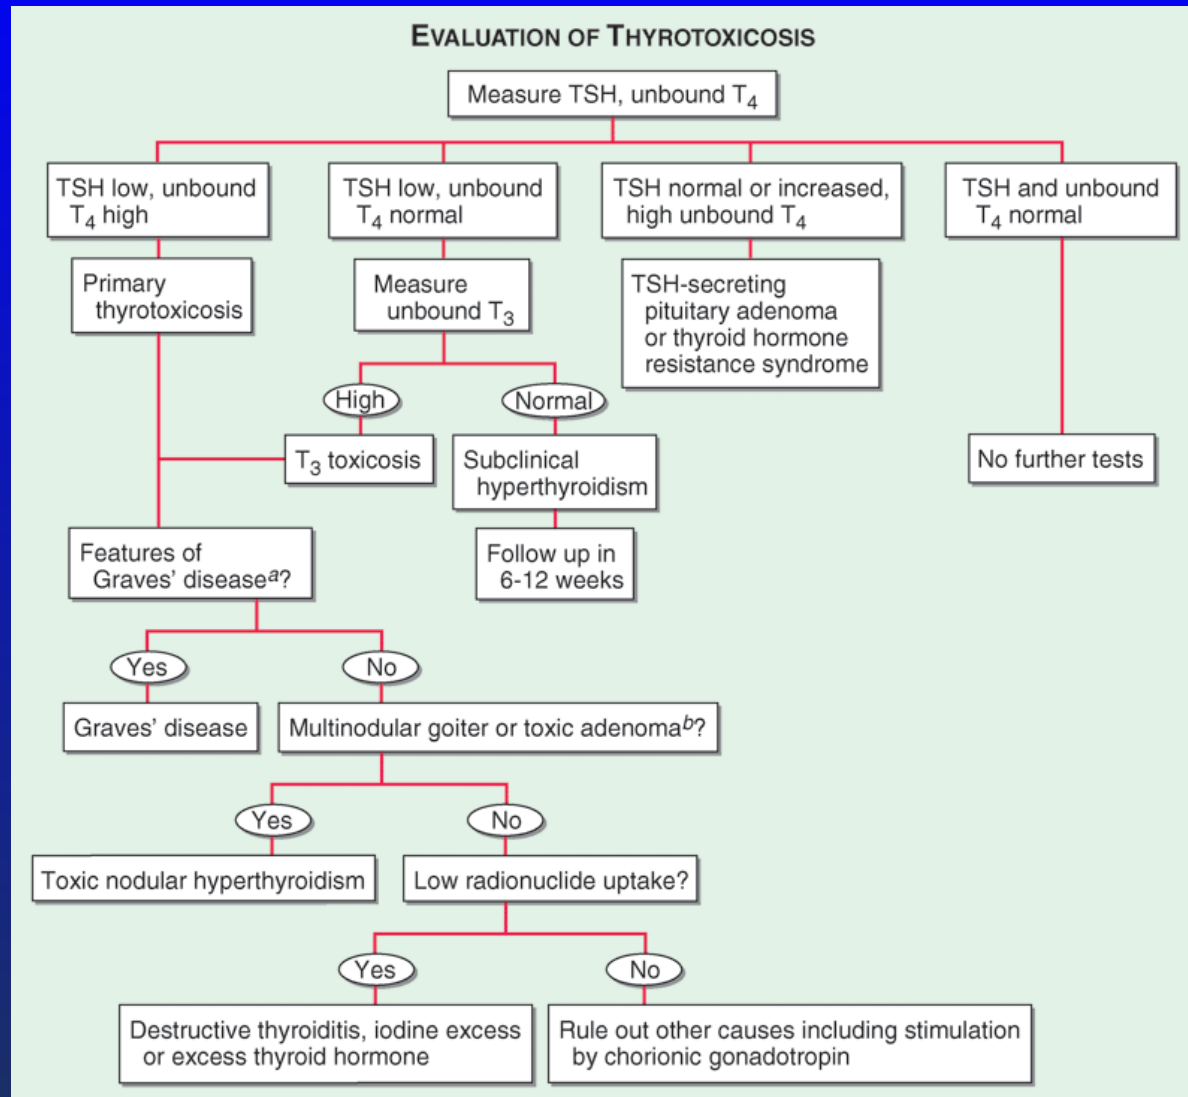 EVALUATION OF THYROTOXICOSIS
Measure TSH, unbound T4
TSH low, unbound
T4 high
TSH low, unbound
T4 normal
TSH normal or increased,
high unbound T4
TSH and unbound
T4 normal
Primary
thyrotoxicosis
Measure
unbound T3
TSH-secreting
pituitary adenoma
or thyroid hormone
resistance syndrome
High
Normal
T3 toxicosis
Subclinical
hyperthyroidism
No further tests
Features of
Graves' diseasea?
Follow up in
6-12 weeks
Yes
No
Graves' disease
Multinodular goiter or toxic adenomab?
Yes
No
Toxic nodular hyperthyroidism
Low radionuclide uptake?
Yes
No
Destructive thyroiditis, iodine excess
or excess thyroid hormone
Rule out other causes including stimulation
by chorionic gonadotropin